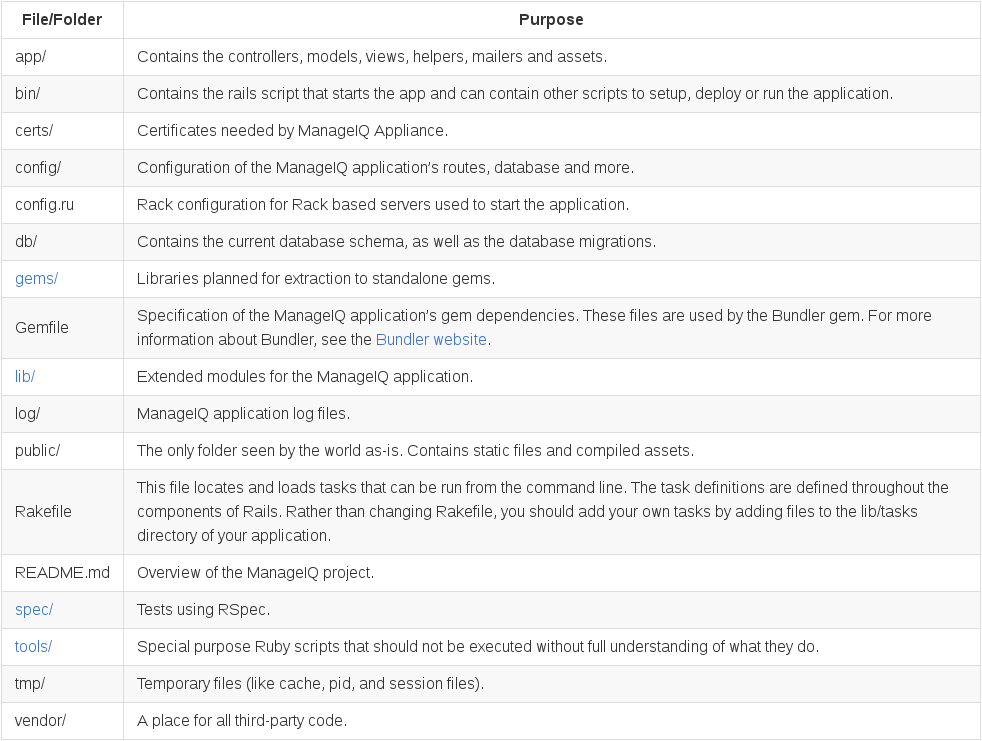 File/Folder Purpose
app/ Contains the controllers, models, views, helpers, mailers and assets.
bin/ Contains the rails script that starts the app and can contain other scripts to setup, deploy or run the application.
certs/ Certificates needed by ManageIQ Appliance.
config/ Configuration of the ManageIQ application’s routes, database and more.
config.ru Rack configuration for Rack based servers used to start the application.
db/ Contains the current database schema, as well as the database migrations.
gems/ Libraries planned for extraction to standalone gems.
Gemfile Specification of the ManageIQ application’s gem dependencies. These files are used by the Bundler gem. For more
information about Bundler, see the Bundler website.
lib/ Extended modules for the ManageIQ application.
log/ ManageIQ application log files.
public/ The only folder seen by the world as-is. Contains static files and compiled assets.
Rakefile This file locates and loads tasks that can be run from the command line. The task definitions are defined throughout the
components of Rails. Rather than changing Rakefile, you should add your own tasks by adding files to the lib/tasks
directory of your application.
README.md Overview of the ManageIQ project.
spec/ Tests using RSpec.
tools/ Special purpose Ruby scripts that should not be executed without full understanding of what they do.
tmp/ Temporary files (like cache, pid, and session files).
vendor/ A place for all third-party code.